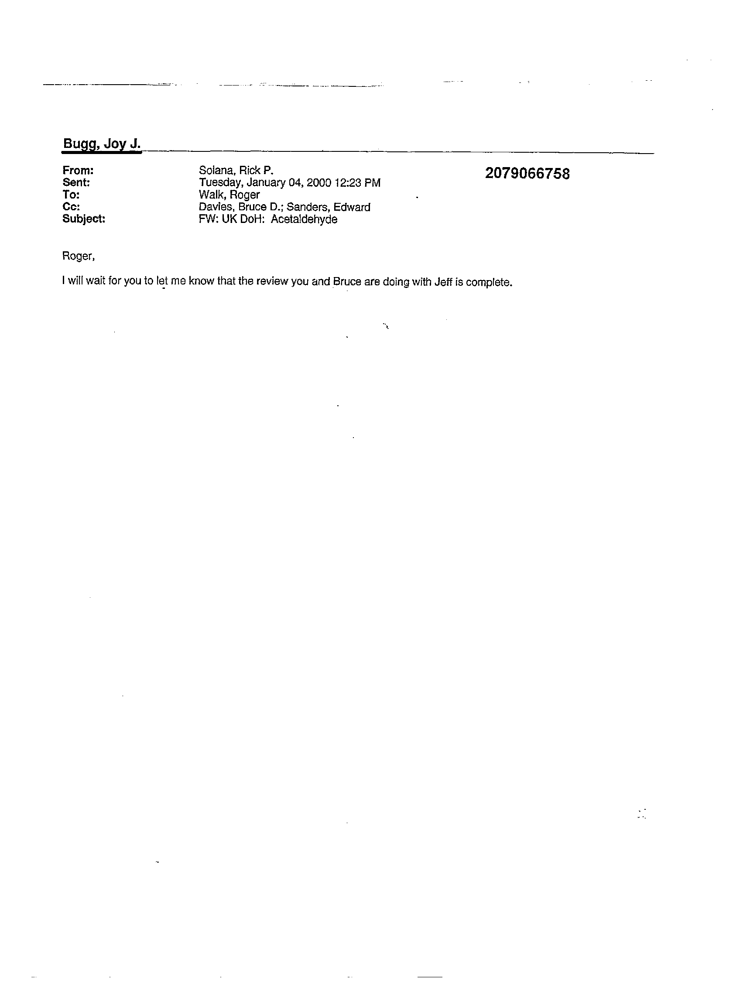 Bugg, Joy J.
From: Solana, Rick P. 2079066758
Sent: Tuesday, January 04, 2000 12:23 PM
To: Walk, Roger
Cc: Davies, Bruce D.; Sanders, Edward
Subject: FW: UK DoH: Acetaldehyde
Roger,
I will wait for you to let me know that the review you and Bruce are doing with Jeff is complete.